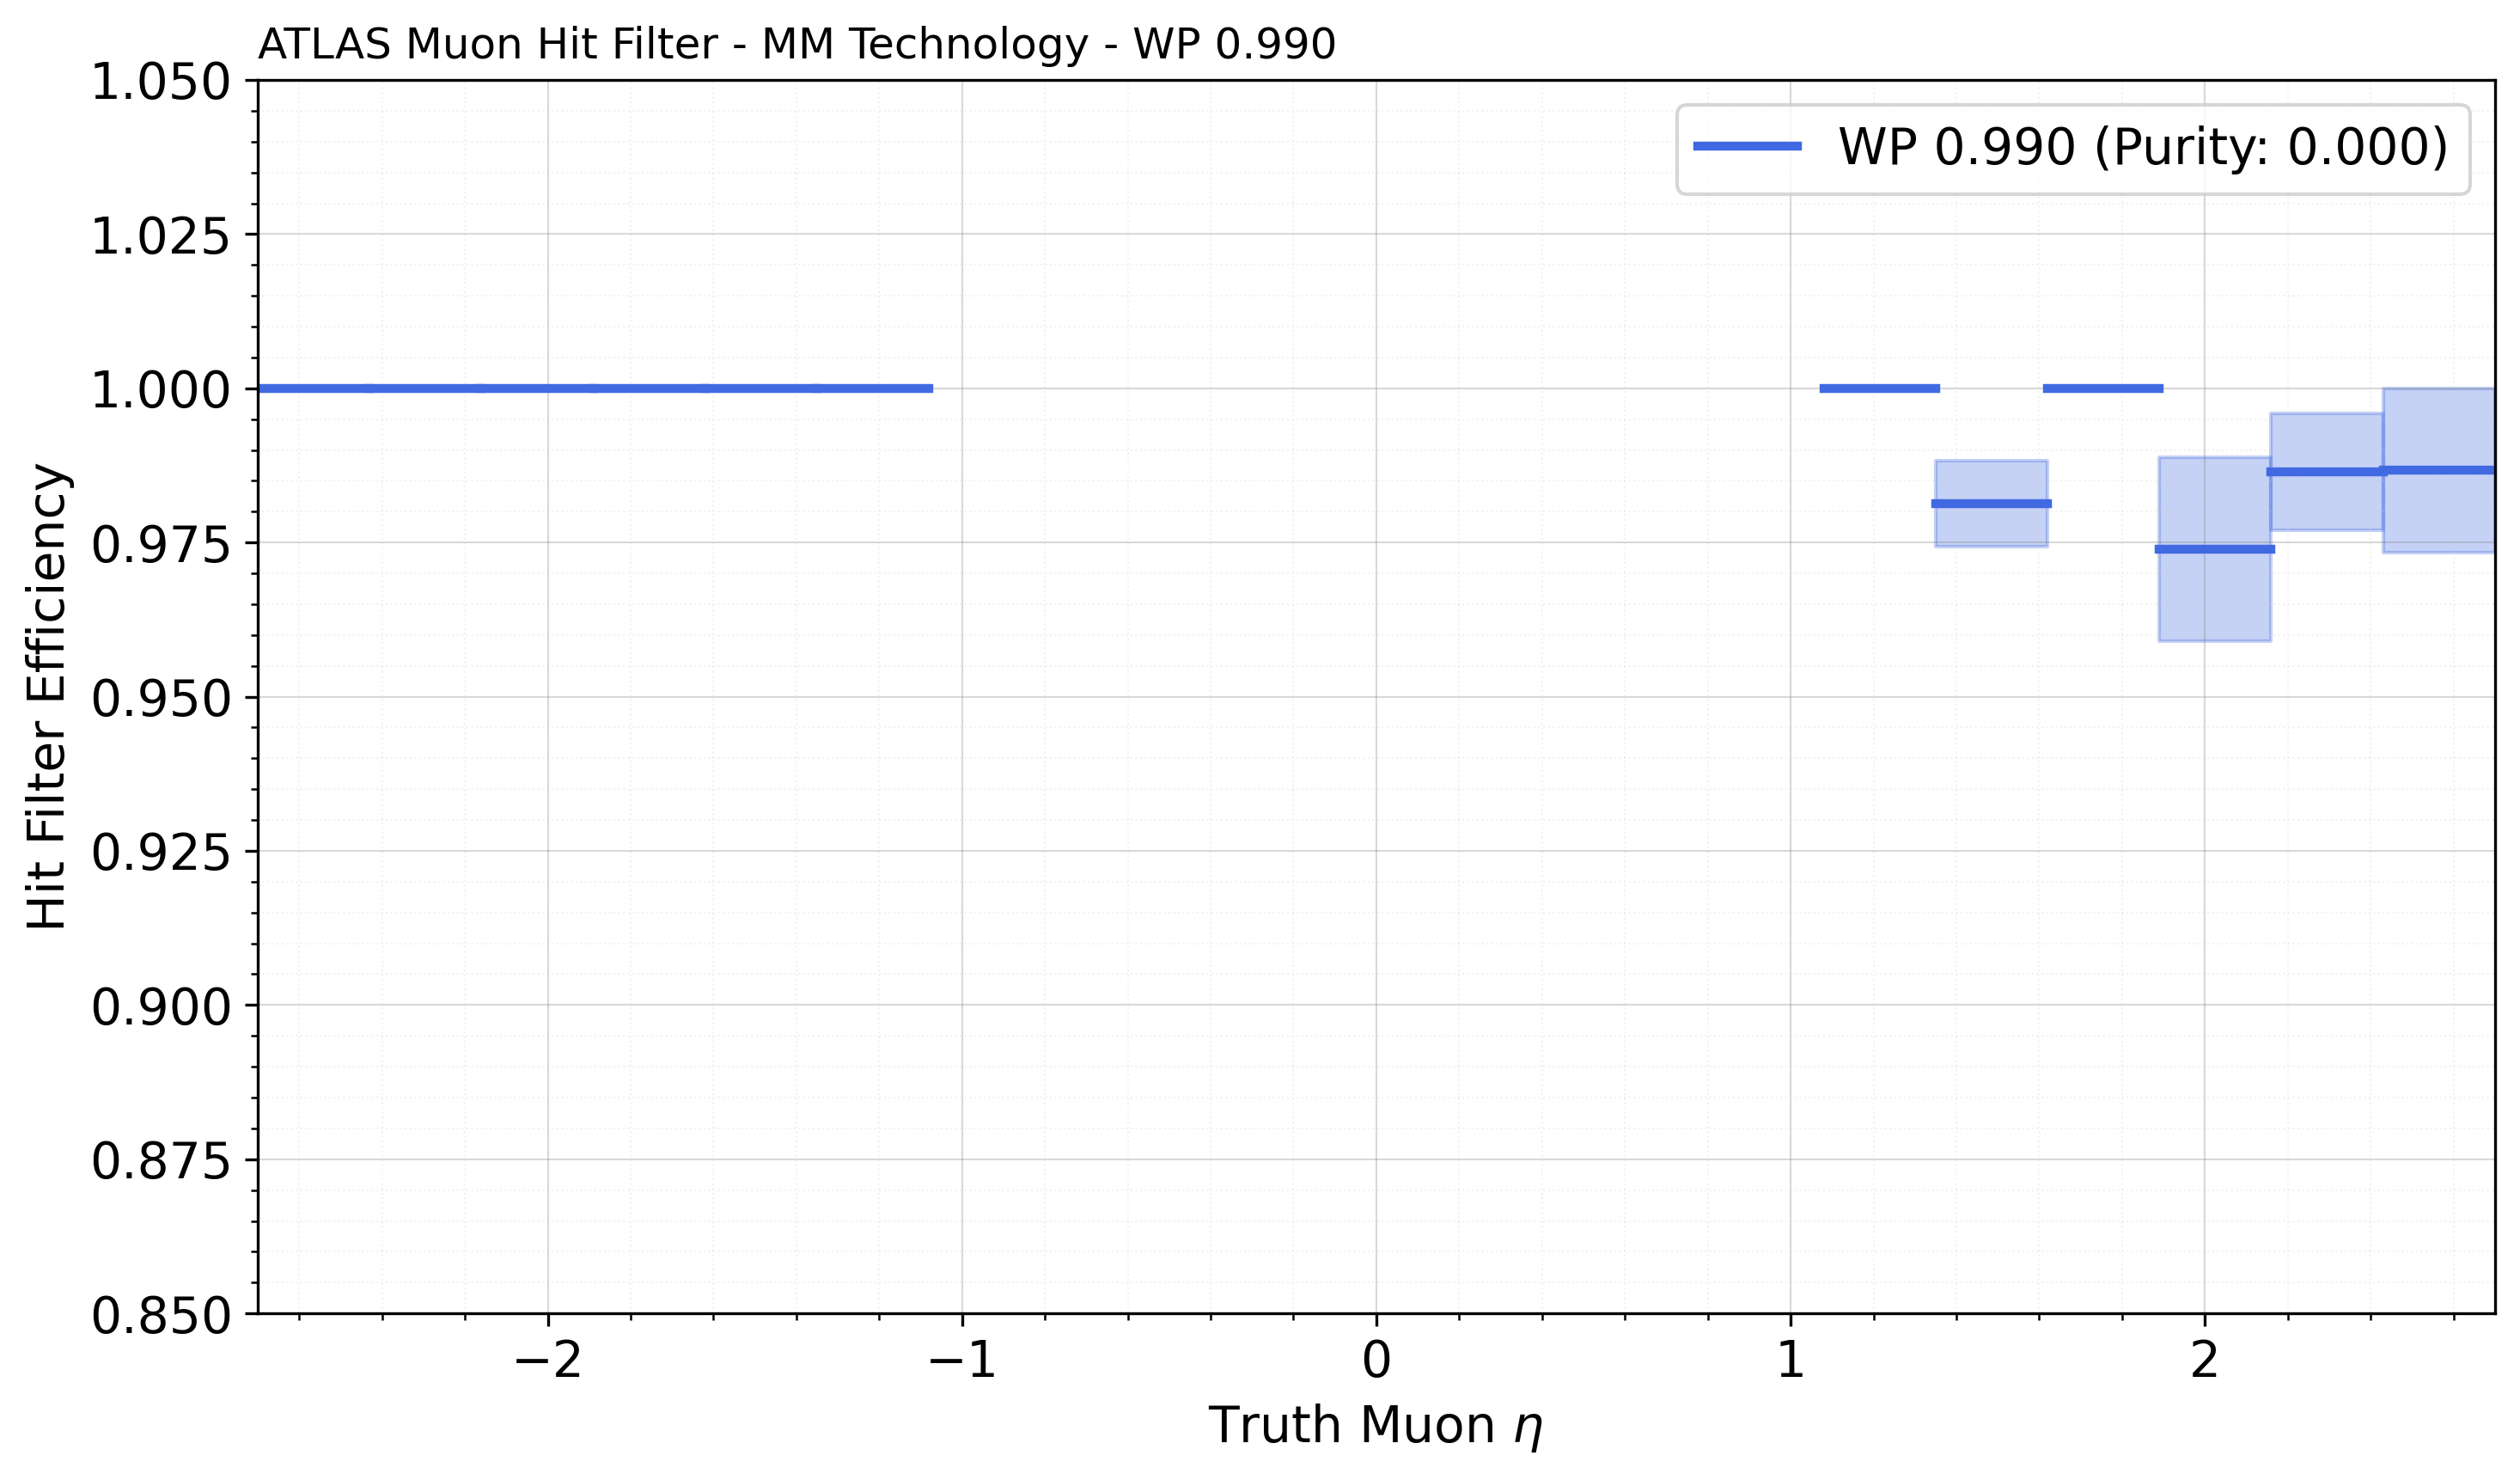 ATLAS Muon Hit Filter - MM Technology - WP 0.990
WP 0.990 (Purity: 0.000)
Hit Filter Efficiency
1.050
1.025
1.000
0.975
0.950
0.925
0.900
0.875
0.850
−2 −1 0 1 2
Truth Muon η